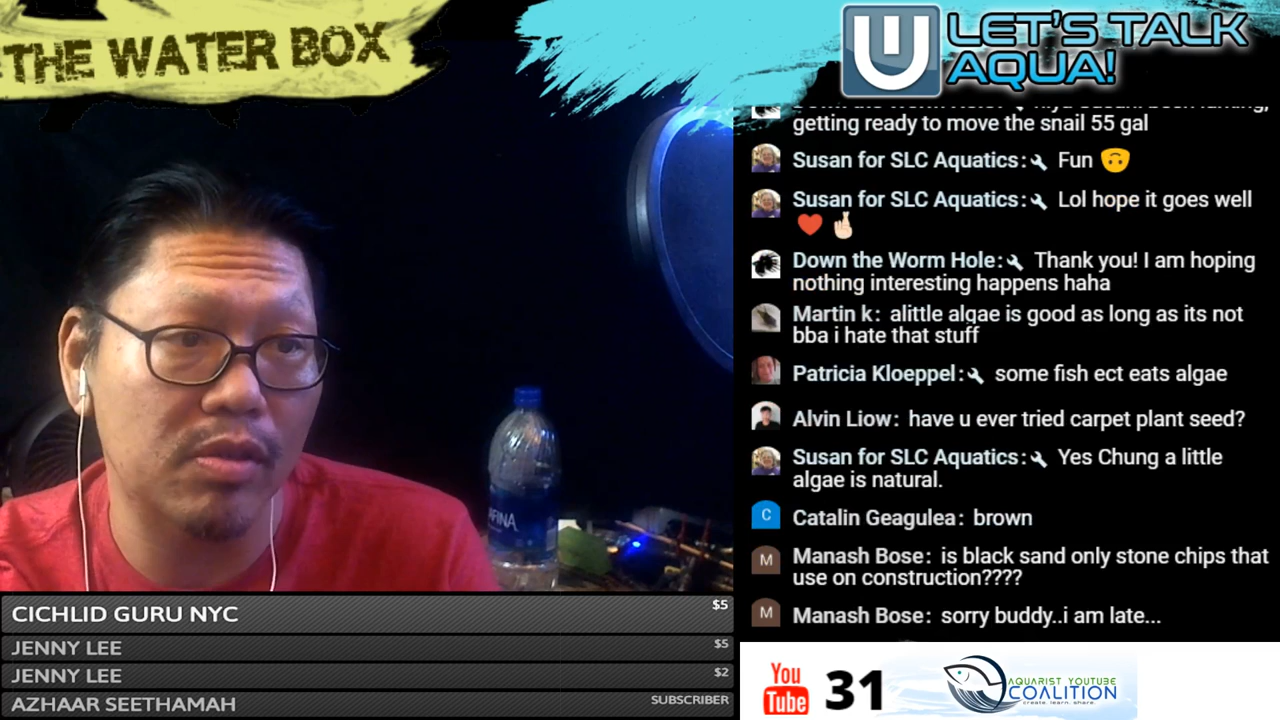 THE WATER BOX
LET'S TALK
AQUA!
getting ready to move the snail 55 gal
Susan for SLC Aquatics: Fun 🙃
Susan for SLC Aquatics: Lol hope it goes well
❤️ 🤞🏻
Down the Worm Hole: Thank you! I am hoping
nothing interesting happens haha
Martin k: alittle algae is good as long as its not
bba i hate that stuff
Patricia Kloeppel: some fish ect eats algae
Alvin Liow: have u ever tried carpet plant seed?
Susan for SLC Aquatics: Yes Chung a little
algae is natural.
C
Catalin Geagulea: brown
M
Manash Bose: is black sand only stone chips that
use on construction????
M
Manash Bose: sorry buddy..i am late...
AFINA
CICHLID GURU NYC $5
JENNY LEE $5
JENNY LEE $2
AZHAAR SEETHAMAH SUBSCRIBER
You
Tube
31
AQUARIST YOUTUBE
COALITION
create. learn. share.